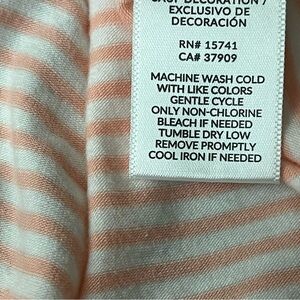 DECORATION /
EXCLUSIVO DE
DECORACIÓN
RN# 15741
CA# 37909
MACHINE WASH COLD
WITH LIKE COLORS
GENTLE CYCLE
ONLY NON-CHLORINE
BLEACH IF NEEDED
TUMBLE DRY LOW
REMOVE PROMPTLY
COOL IRON IF NEEDED